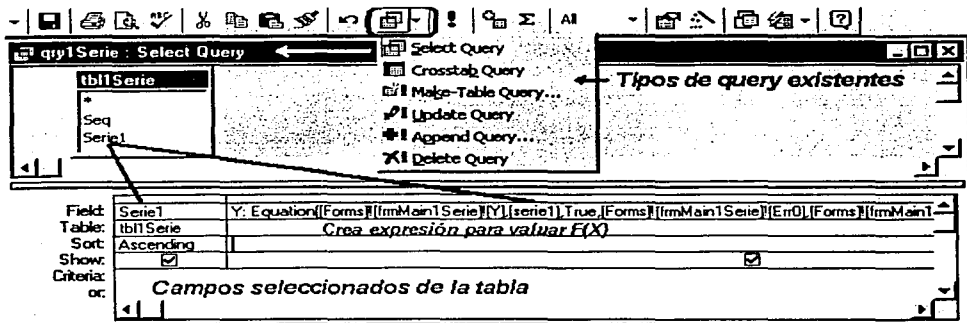 All
qry1Serie : Select Query
Select Query
Crosstab Query
Make-Table Query...
Update Query
Append Query...
Delete Query
Tipos de query existentes
tbl1Serie
*
Seq
Serie1
Field: Serie1 Y: Equation([Forms]![frmMain1Serie]![Y],[serie1],True,[Forms]![frmMain1Serie]![Err0],[Forms]![frmMain1
Table: tbl1Serie Crea expresión para valuar F(X)
Sort: Ascending
Show:
Criteria:
or: Campos seleccionados de la tabla